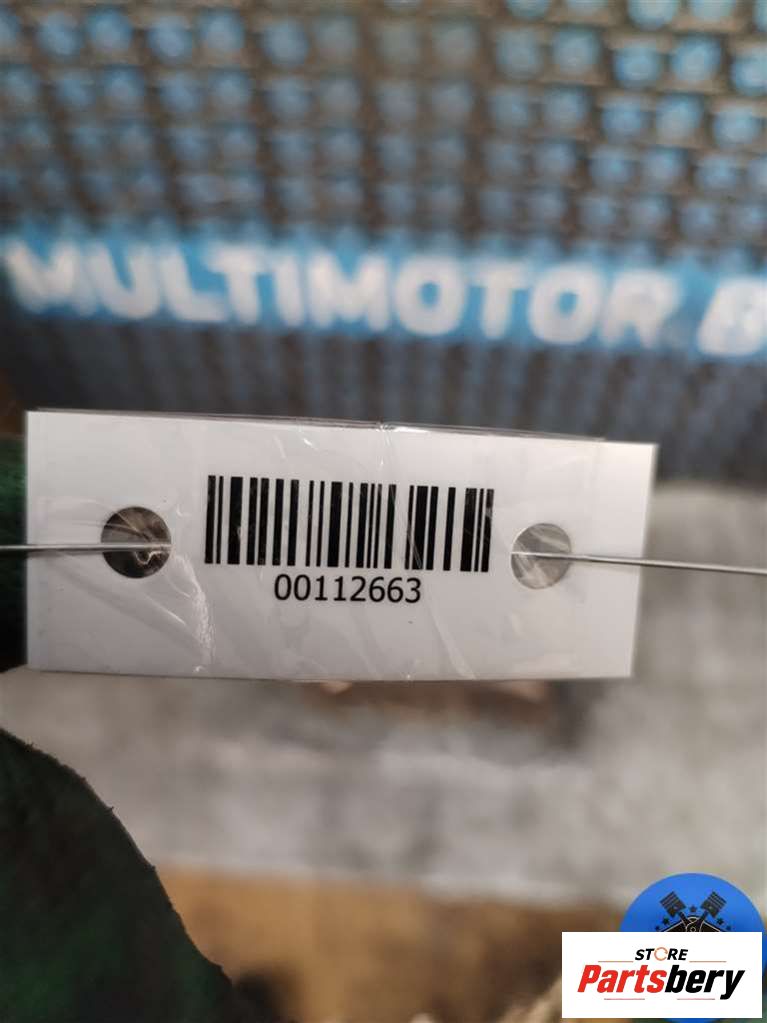 MULTIMOTOR.B
00112663
STORE
Partsbery